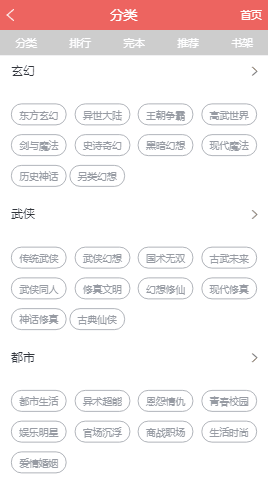 分类 首页
分类 排行 完本 推荐 书架
玄幻
东方玄幻 异世大陆 王朝争霸 高武世界
剑与魔法 史诗奇幻 黑暗幻想 现代魔法
历史神话 另类幻想
武侠
传统武侠 武侠幻想 国术无双 古武未来
武侠同人 修真文明 幻想修仙 现代修真
神话修真 古典仙侠
都市
都市生活 异术超能 恩怨情仇 青春校园
娱乐明星 官场沉浮 商战职场 生活时尚
爱情婚姻